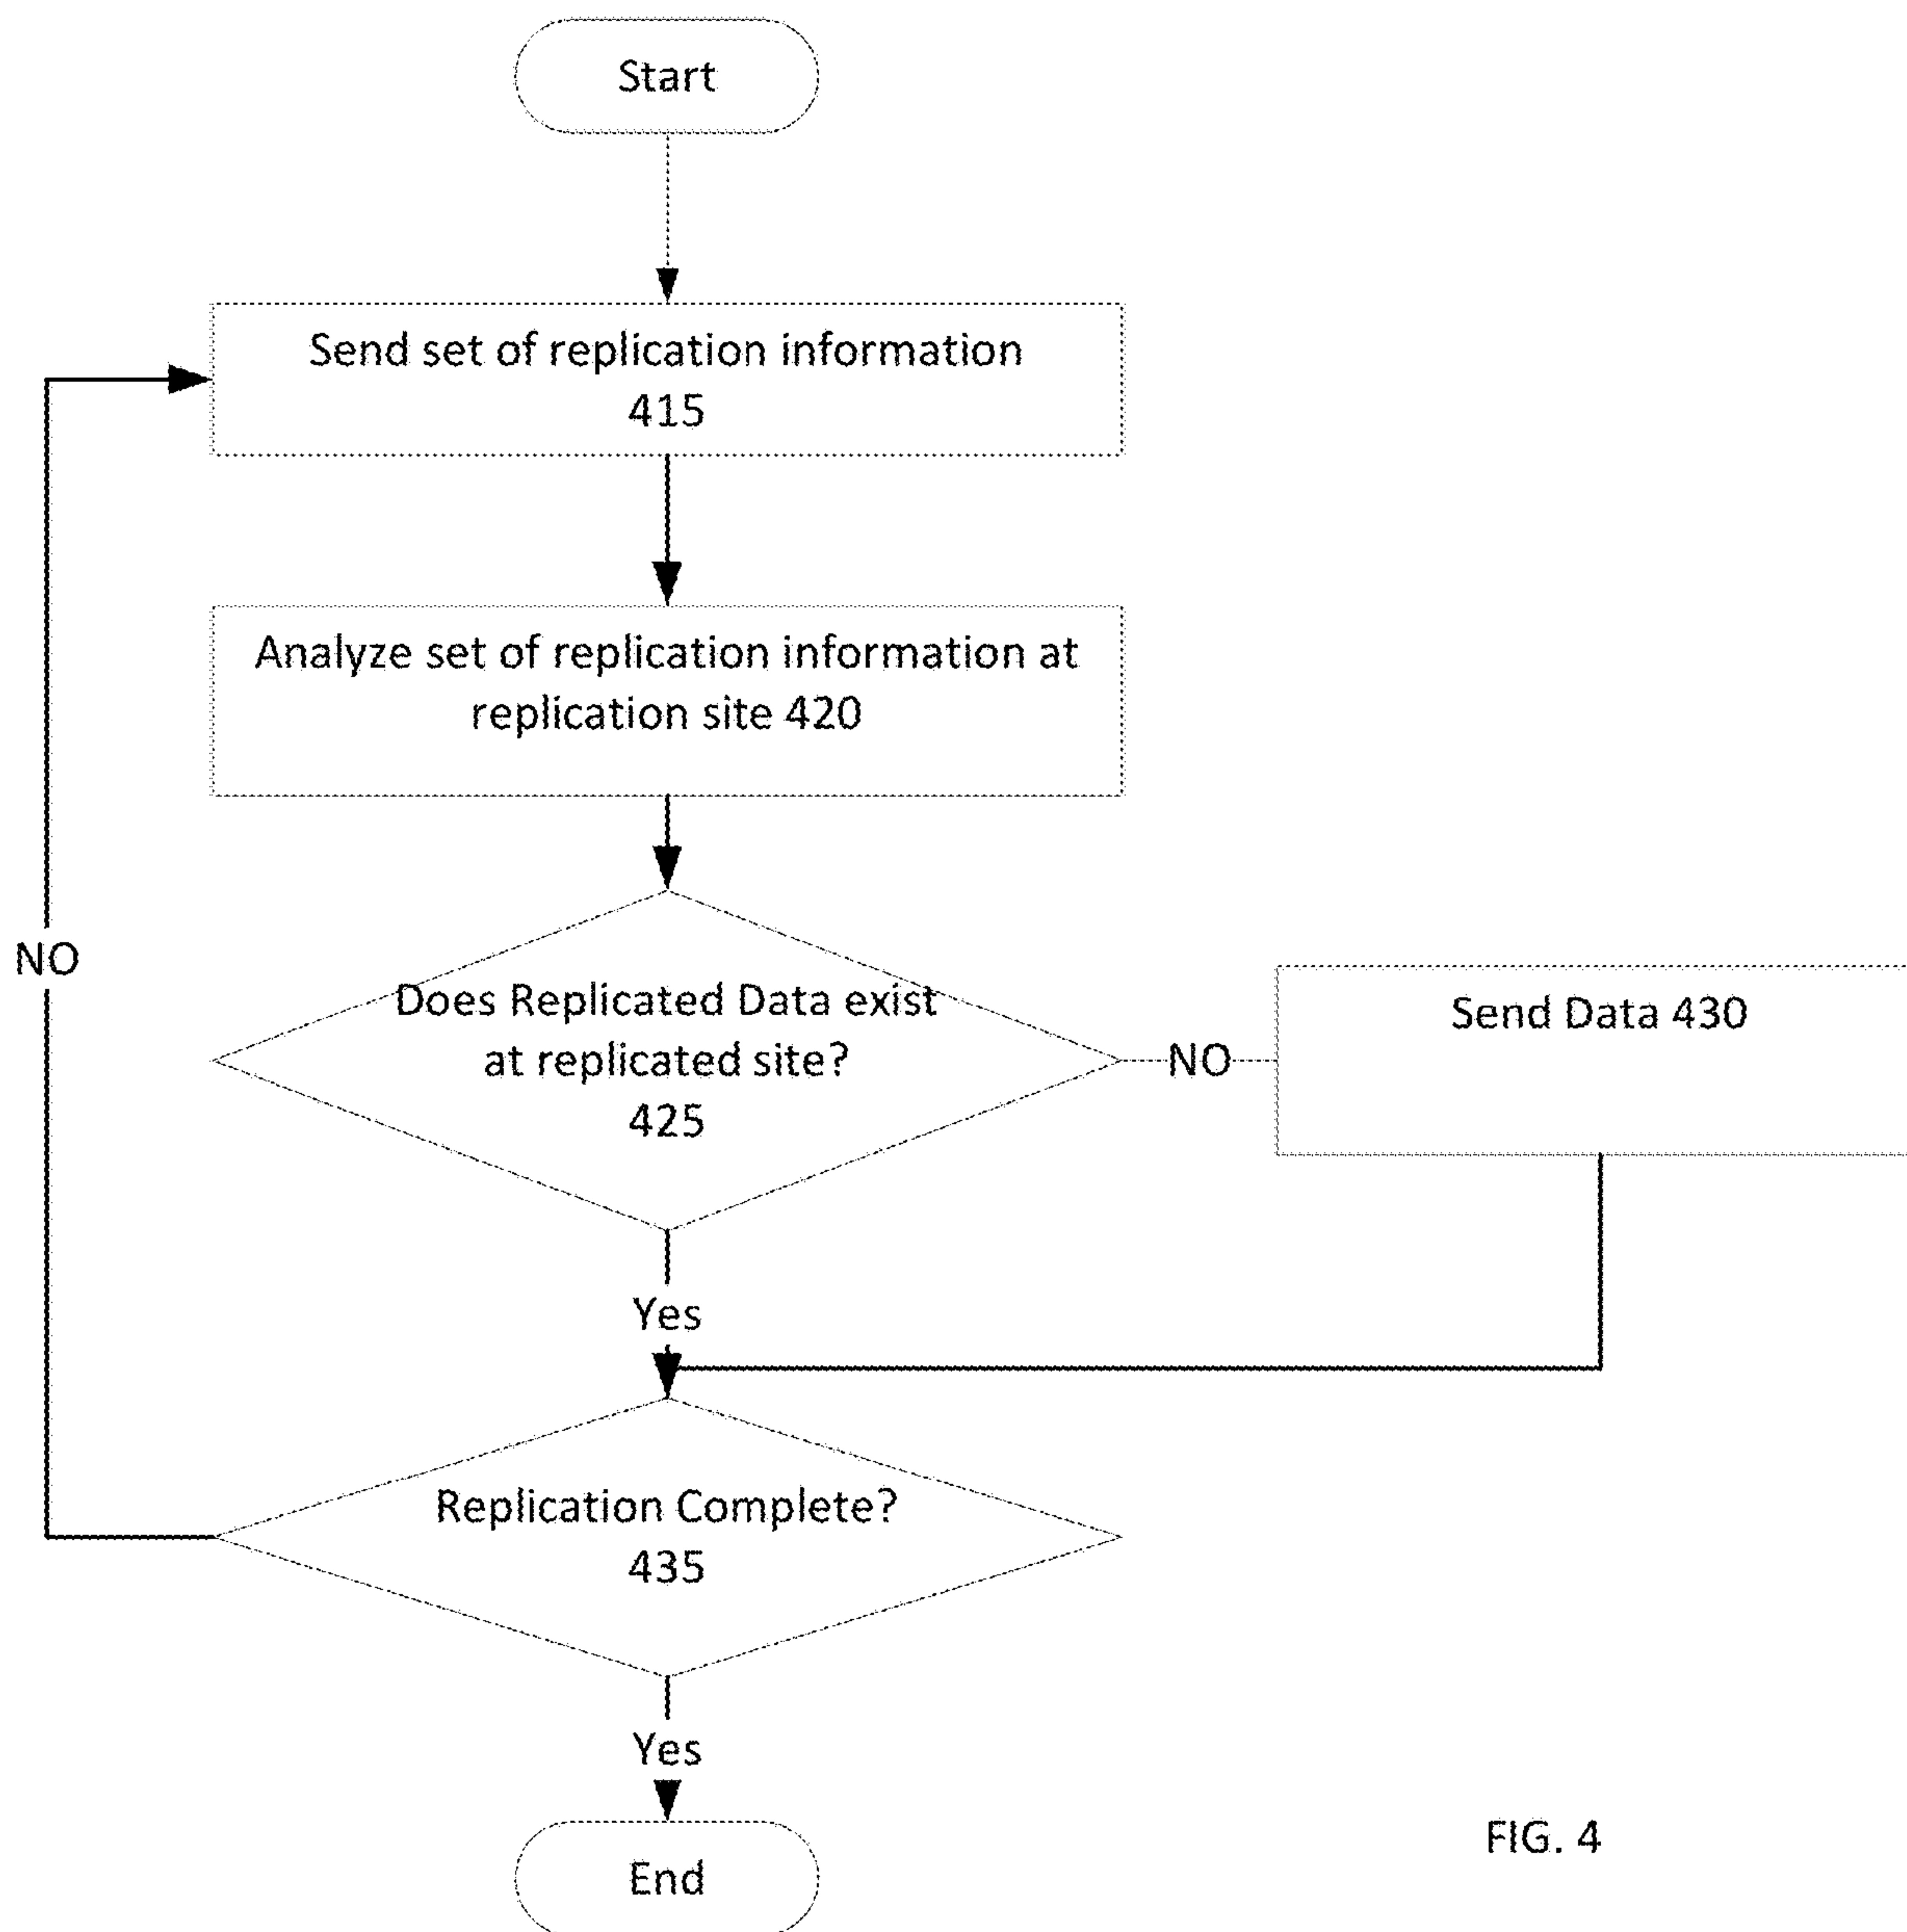 Start
Send set of replication information
415
Analyze set of replication information at
replication site 420
NO
Does Replicated Data exist
at replicated site?
425
NO
Send Data 430
Yes
Replication Complete?
435
Yes
End
FIG. 4